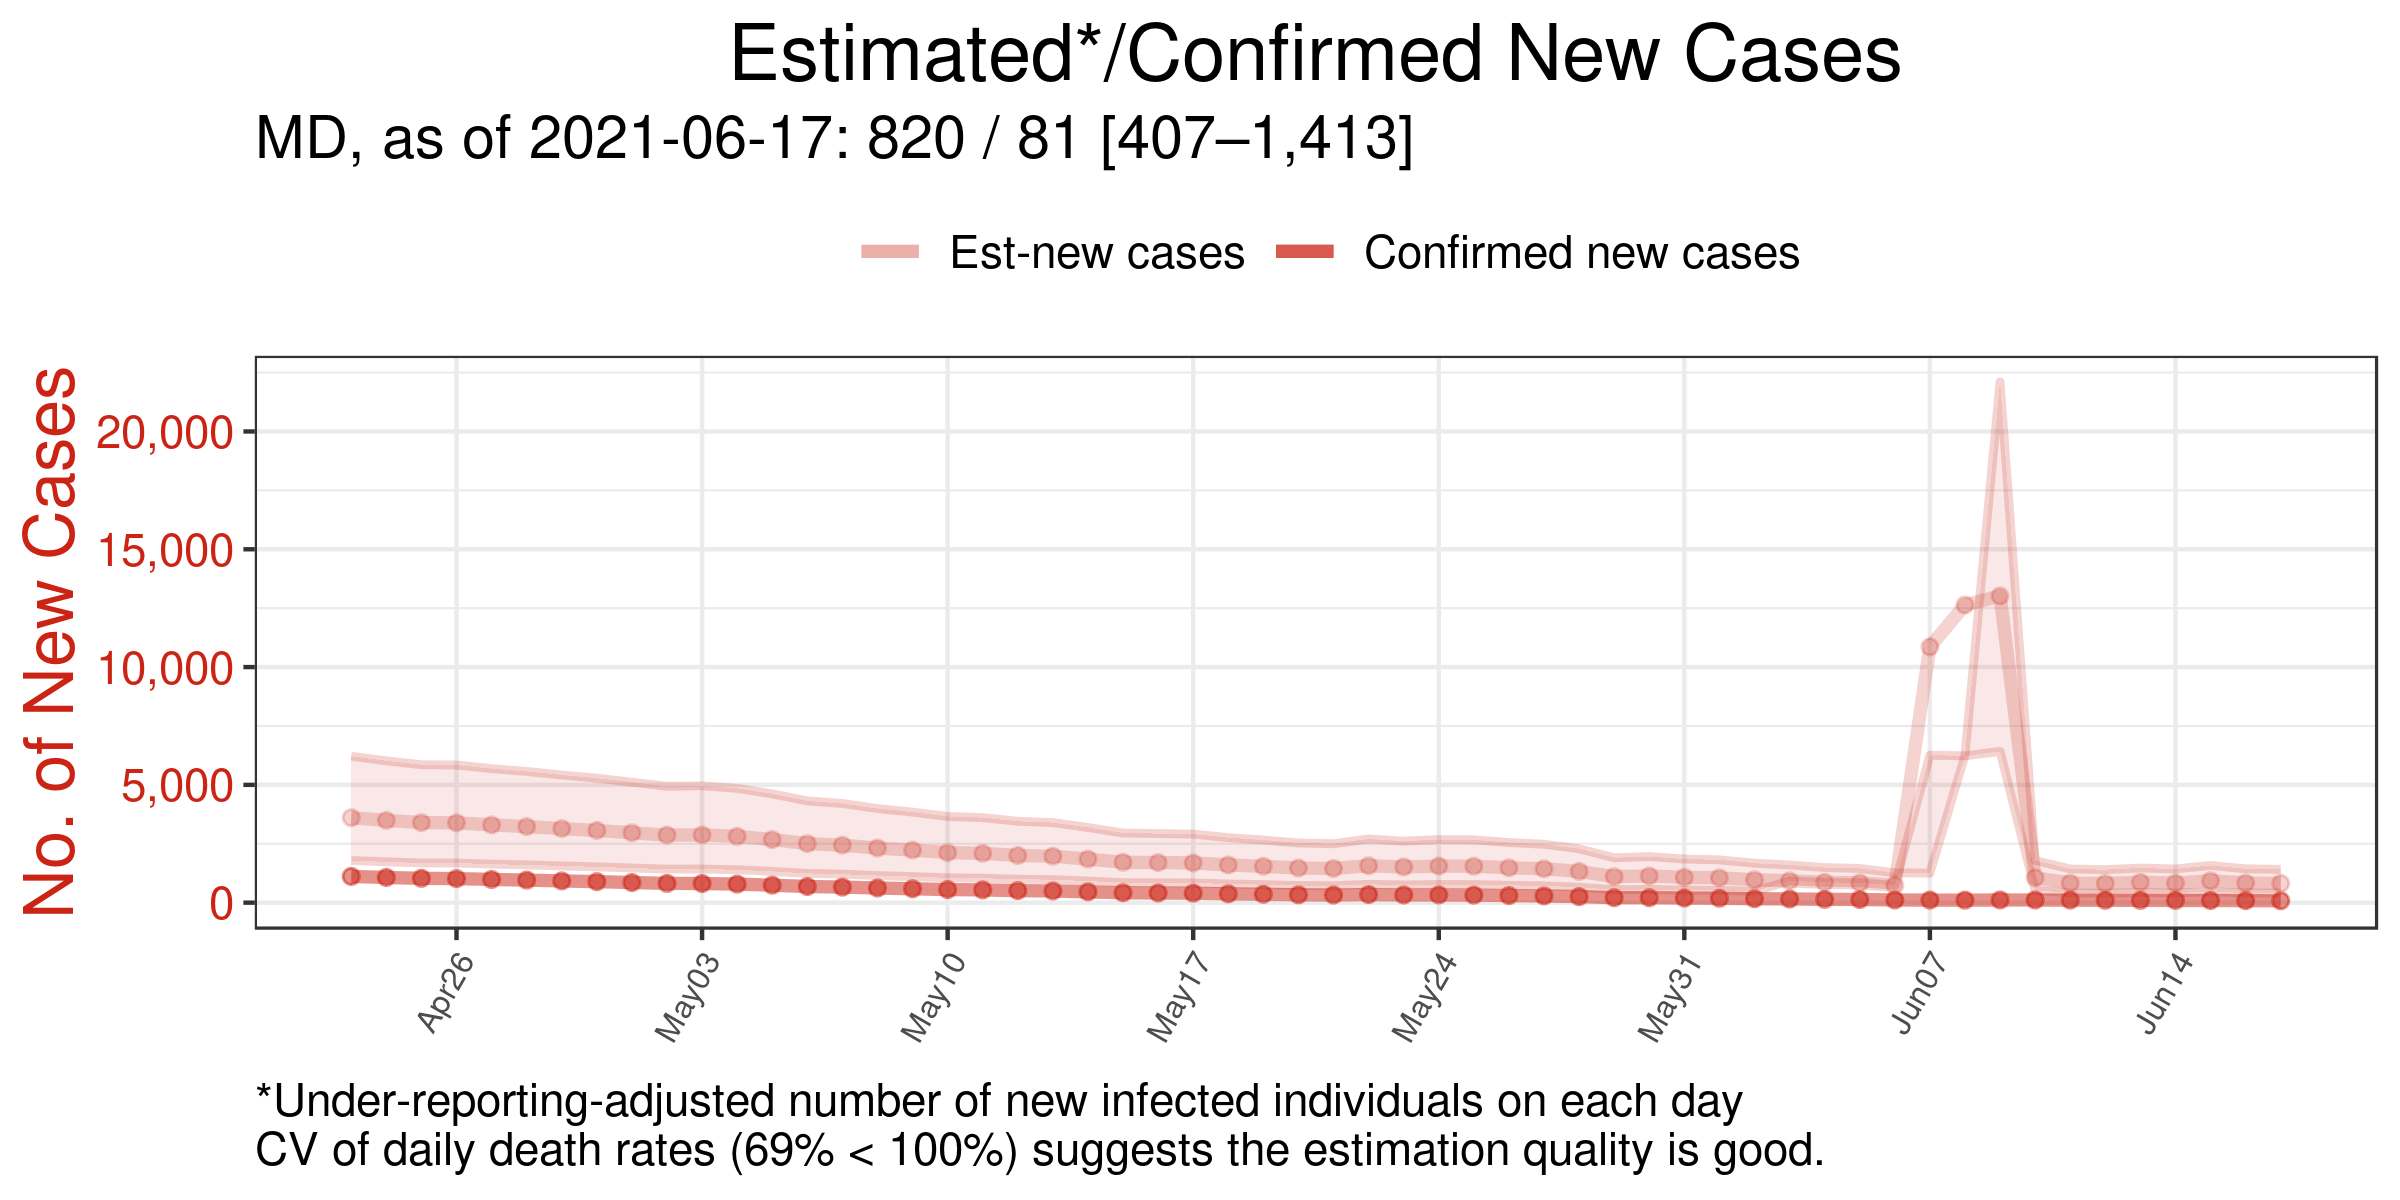 Estimated*/Confirmed New Cases
MD, as of 2021-06-17: 820 / 81 [407–1,413]
Est-new cases
Confirmed new cases
No. of New Cases
20,000
15,000
10,000
5,000
0
Apr26
May03
May10
May17
May24
May31
Jun07
Jun14
*Under-reporting-adjusted number of new infected individuals on each day
CV of daily death rates (69% < 100%) suggests the estimation quality is good.